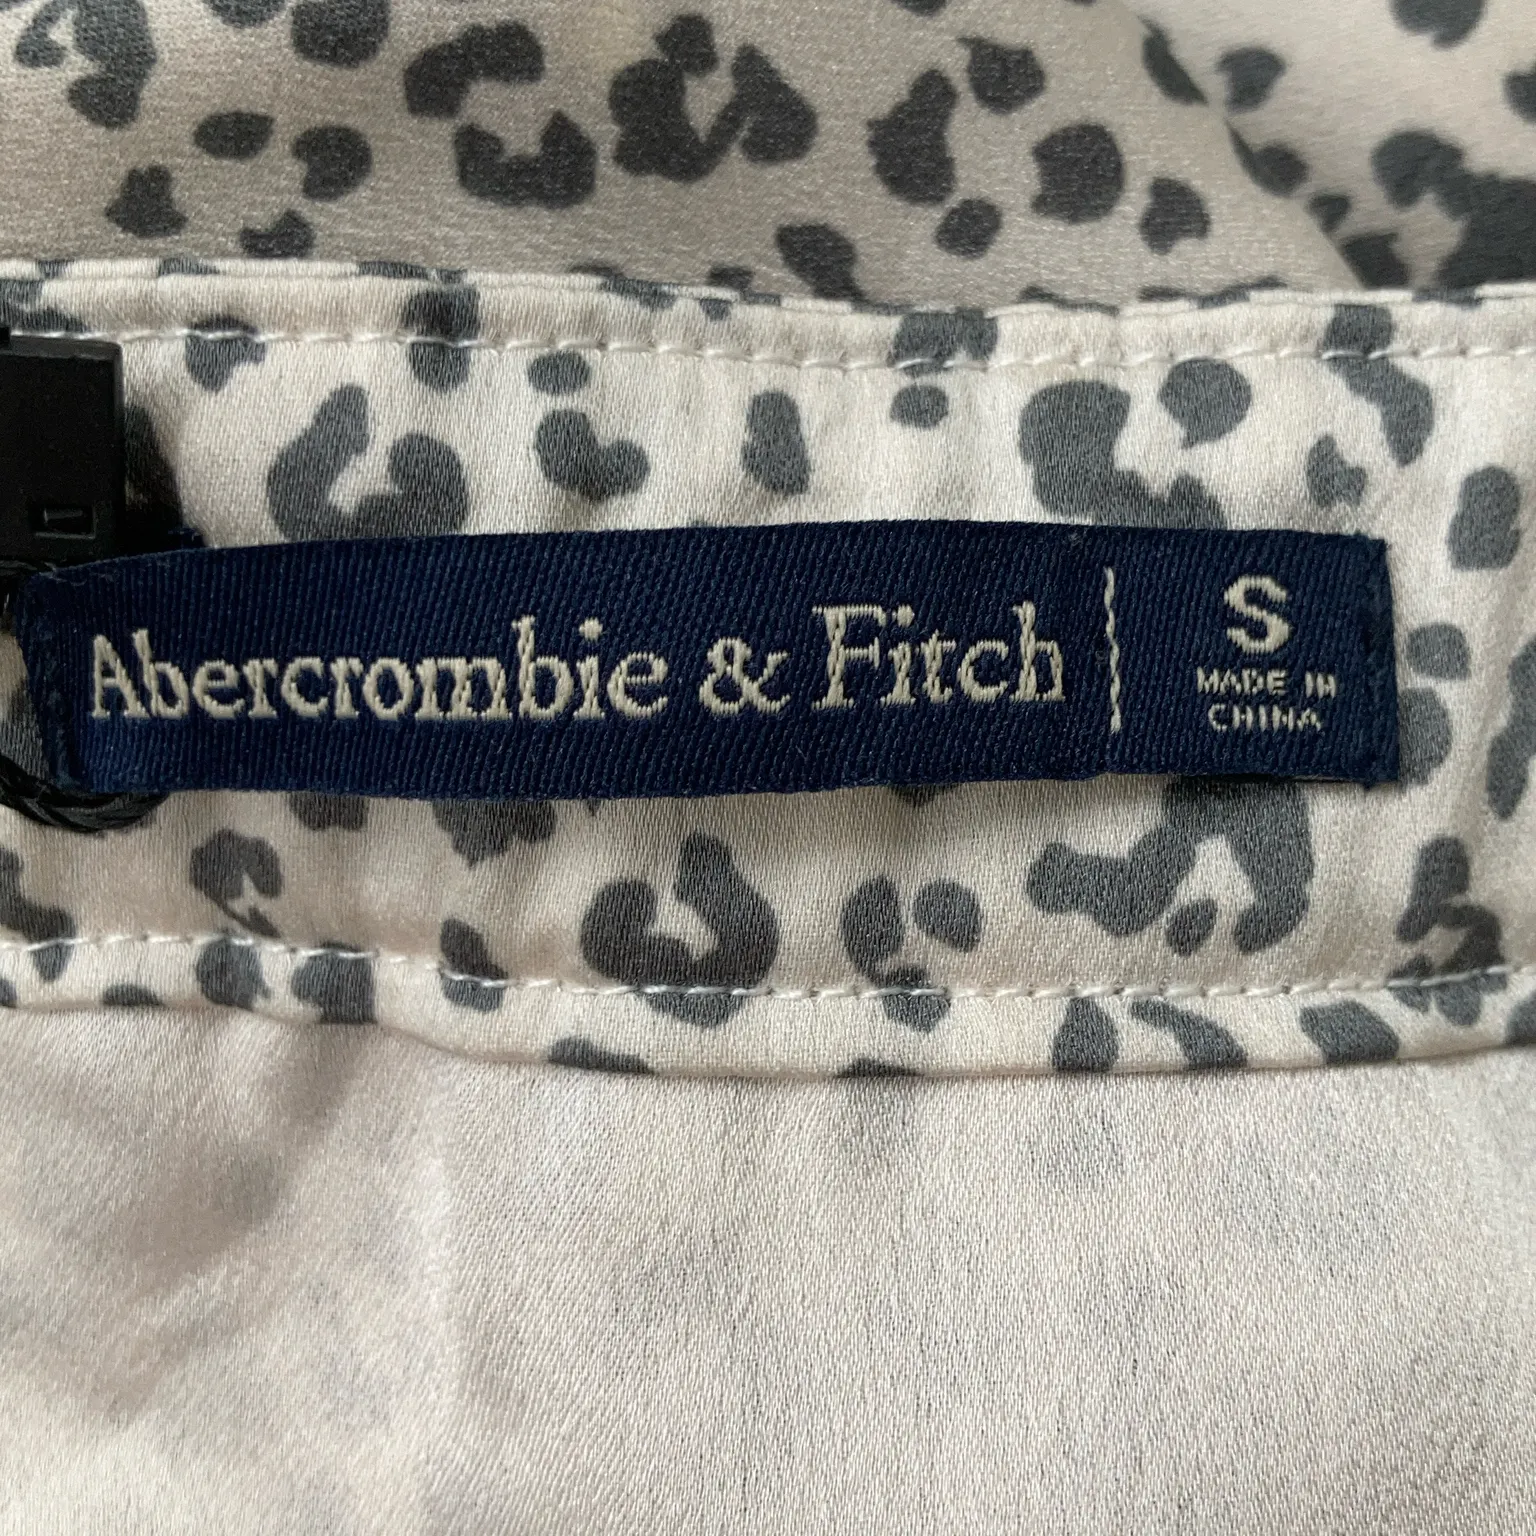 Abercrombie & Fitch
S
MADE IN
CHINA